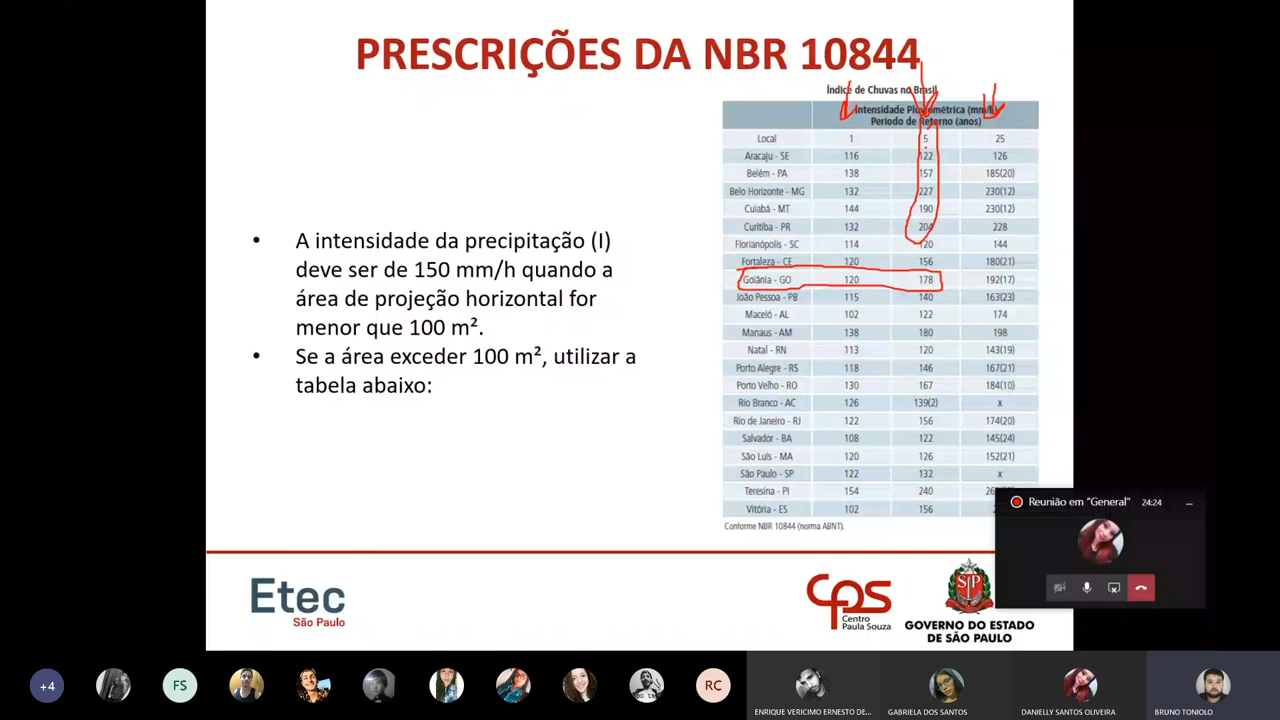 PRESCRIÇÕES DA NBR 10844
Índice de Chuvas no Brasil
Intensidade Pluviométrica (mm/h)
Período de Retorno (anos)
Local 1 5 25
Aracaju - SE 116 122 126
Belém - PA 138 157 185(20)
Belo Horizonte - MG 132 227 230(12)
Cuiabá - MT 144 190 230(12)
Curitiba - PR 132 204 228
Florianópolis - SC 114 120 144
Fortaleza - CE 120 156 180(21)
Goiânia - GO 120 178 192(17)
João Pessoa - PB 115 140 163(23)
Maceió - AL 102 122 174
Manaus - AM 138 180 198
Natal - RN 113 120 143(19)
Porto Alegre - RS 118 146 167(21)
Porto Velho - RO 130 167 184(10)
Rio Branco - AC 126 139(2) x
Rio de Janeiro - RJ 122 156 174(20)
Salvador - BA 108 122 145(24)
São Luís - MA 120 126 152(21)
São Paulo - SP 122 132 x
Teresina - PI 154 240
Vitória - ES 102 156
Conforme NBR 10844 (norma ABNT).
• A intensidade da precipitação (I)
deve ser de 150 mm/h quando a
área de projeção horizontal for
menor que 100 m².
• Se a área exceder 100 m², utilizar a
tabela abaixo:
Reunião em "General" 24:24
Etec
São Paulo
CPS
Centro
Paula Souza
SP
GOVERNO DO ESTADO
DE SÃO PAULO
+4
FS
RC
ENRIQUE VERICIMO ERNESTO DE...
GABRIELA DOS SANTOS
DANIELLY SANTOS OLIVEIRA
BRUNO TONIOLO